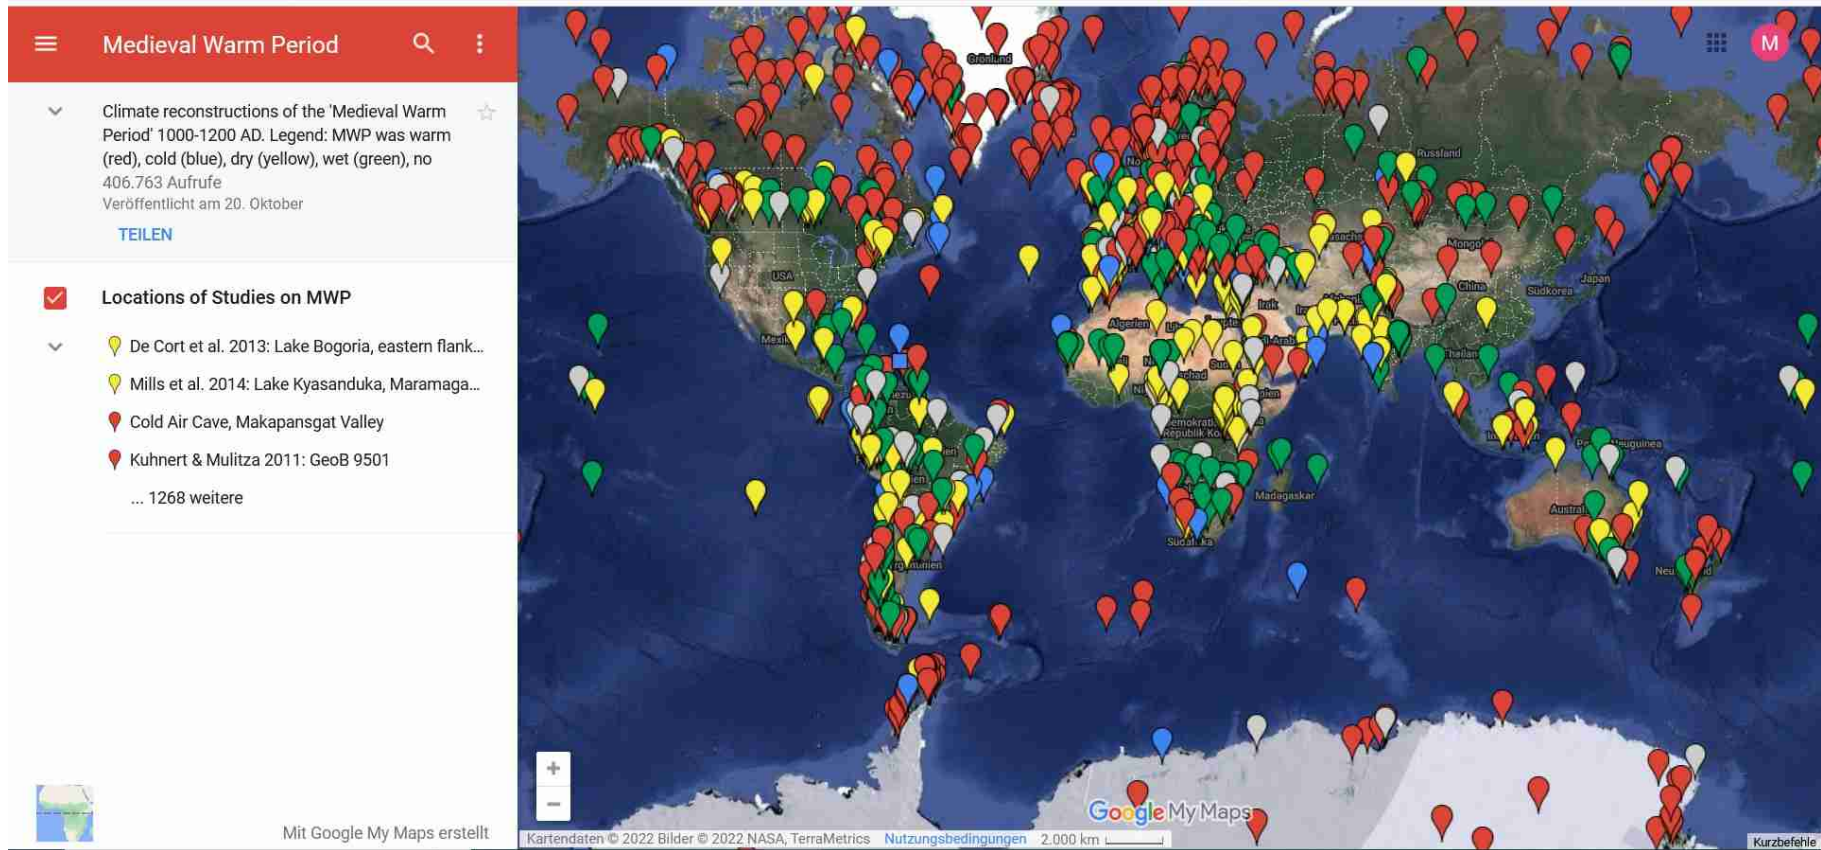 Medieval Warm Period
M
Climate reconstructions of the 'Medieval Warm
Period' 1000-1200 AD. Legend: MWP was warm
(red), cold (blue), dry (yellow), wet (green), no
406.763 Aufrufe
Veröffentlicht am 20. Oktober
TEILEN
Locations of Studies on MWP
De Cort et al. 2013: Lake Bogoria, eastern flank...
Mills et al. 2014: Lake Kyasanduka, Maramaga...
Cold Air Cave, Makapansgat Valley
Kuhnert & Mulitza 2011: GeoB 9501
... 1268 weitere
Mit Google My Maps erstellt
Grönland
Russland
USA
China
Japan
Südkorea
Irak
Algerien
Thailand
Madagaskar
Google My Maps
Kartendaten © 2022 Bilder © 2022 NASA, TerraMetrics
Nutzungsbedingungen
2.000 km
Kurzbefehle